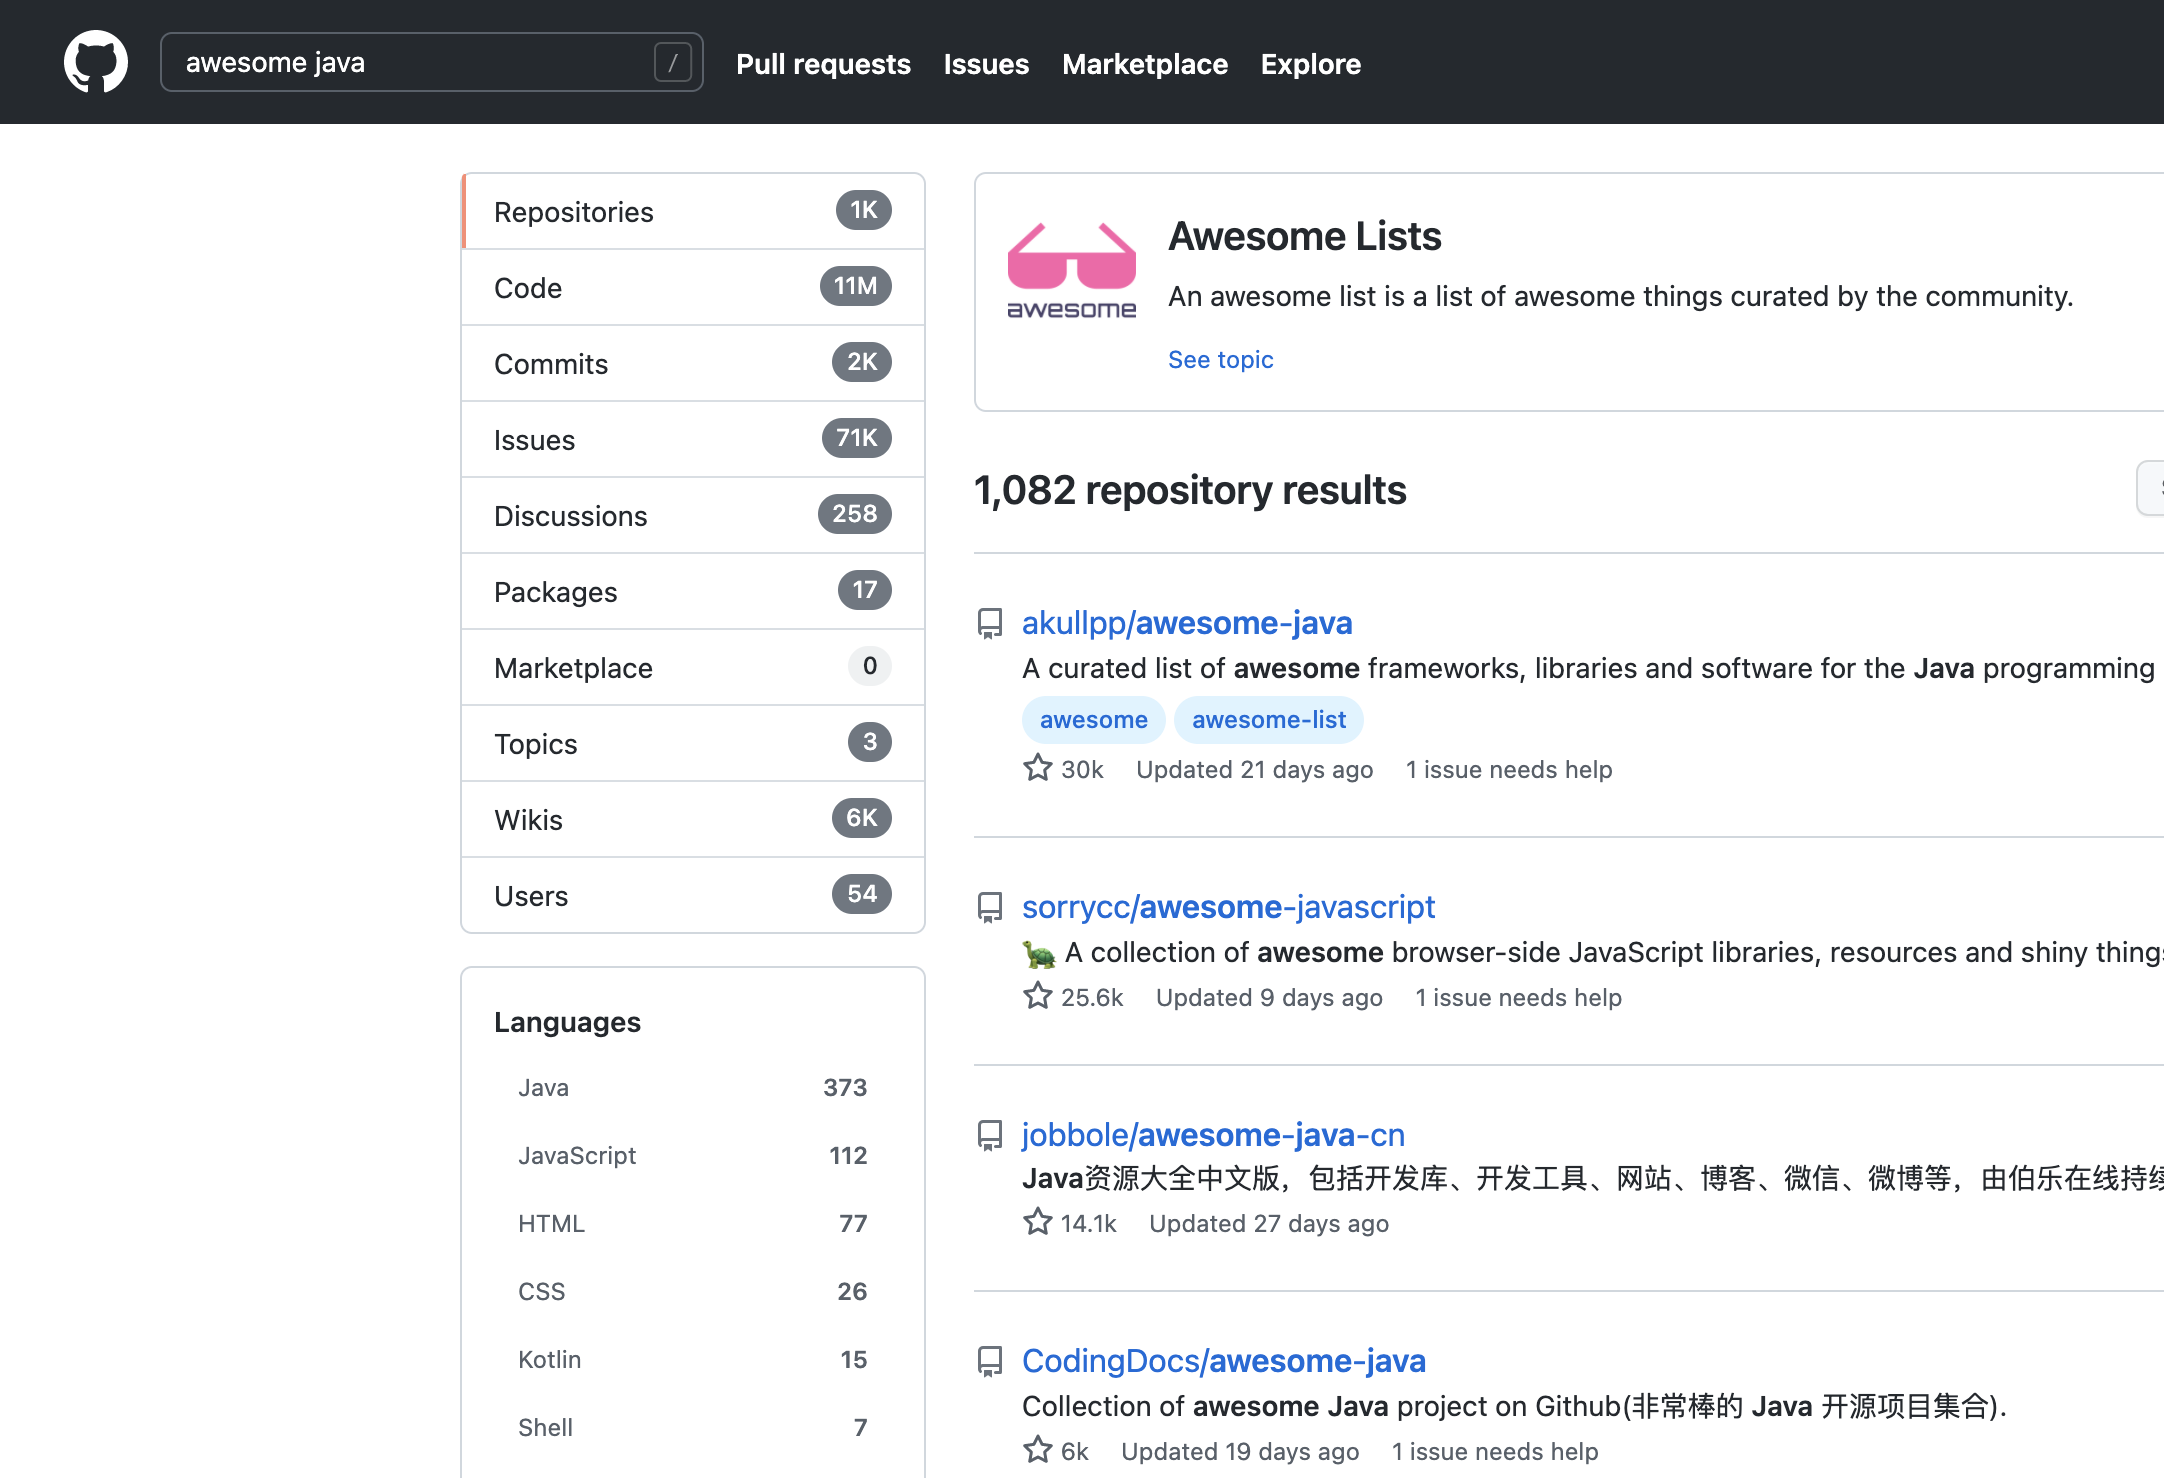 awesome java /
Pull requests Issues Marketplace Explore
Repositories 1K
Code 11M
Commits 2K
Issues 71K
Discussions 258
Packages 17
Marketplace 0
Topics 3
Wikis 6K
Users 54
Languages
Java 373
JavaScript 112
HTML 77
CSS 26
Kotlin 15
Shell 7
awesome
Awesome Lists
An awesome list is a list of awesome things curated by the community.
See topic
1,082 repository results
akullpp/awesome-java
A curated list of awesome frameworks, libraries and software for the Java programming
awesome awesome-list
30k Updated 21 days ago 1 issue needs help
sorrycc/awesome-javascript
🐢 A collection of awesome browser-side JavaScript libraries, resources and shiny things
25.6k Updated 9 days ago 1 issue needs help
jobbole/awesome-java-cn
Java资源大全中文版，包括开发库、开发工具、网站、博客、微信、微博等，由伯乐在线持续
14.1k Updated 27 days ago
CodingDocs/awesome-java
Collection of awesome Java project on Github(非常棒的 Java 开源项目集合).
6k Updated 19 days ago 1 issue needs help